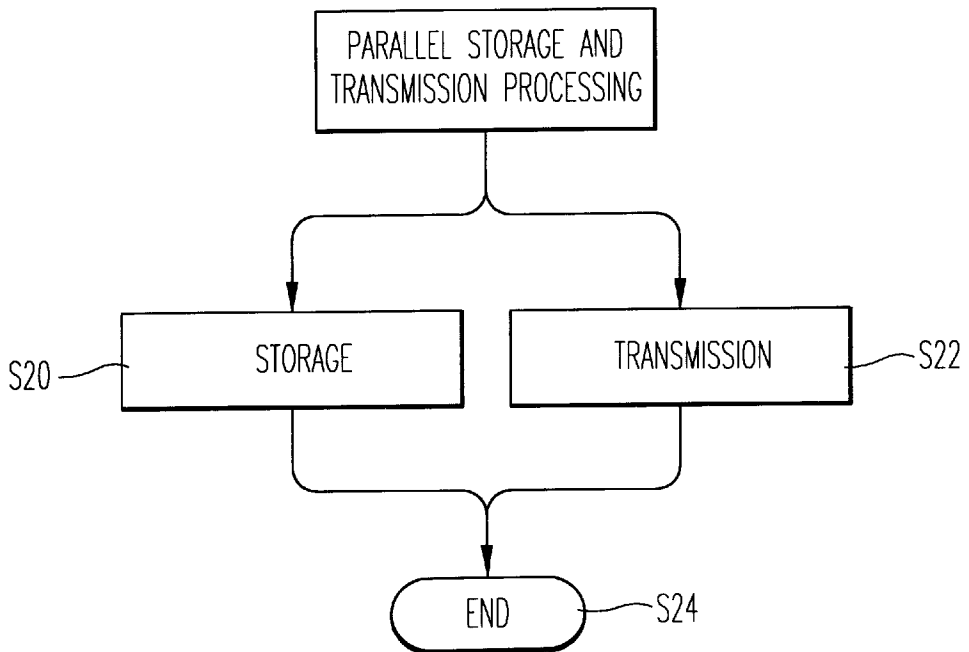 PARALLEL STORAGE AND
TRANSMISSION PROCESSING
S20
STORAGE
TRANSMISSION
S22
END
S24